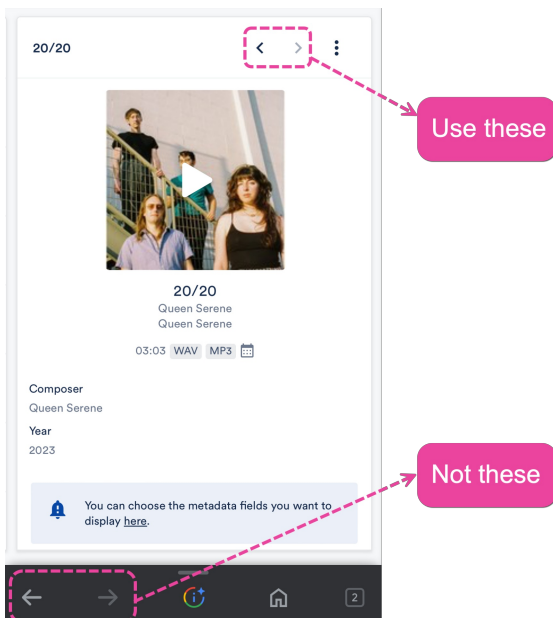 20/20
Use these
20/20
Queen Serene
Queen Serene
03:03 WAV MP3
Composer
Queen Serene
Year
2023
Not these
You can choose the metadata fields you want to
display here.
2